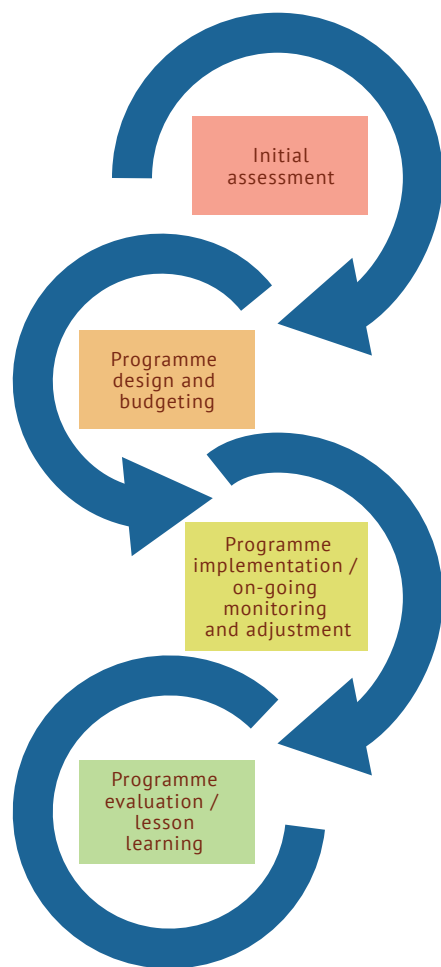 Initial
assessment
Programme
design and
budgeting
Programme
implementation /
on-going
monitoring
and adjustment
Programme
evaluation /
lesson
learning